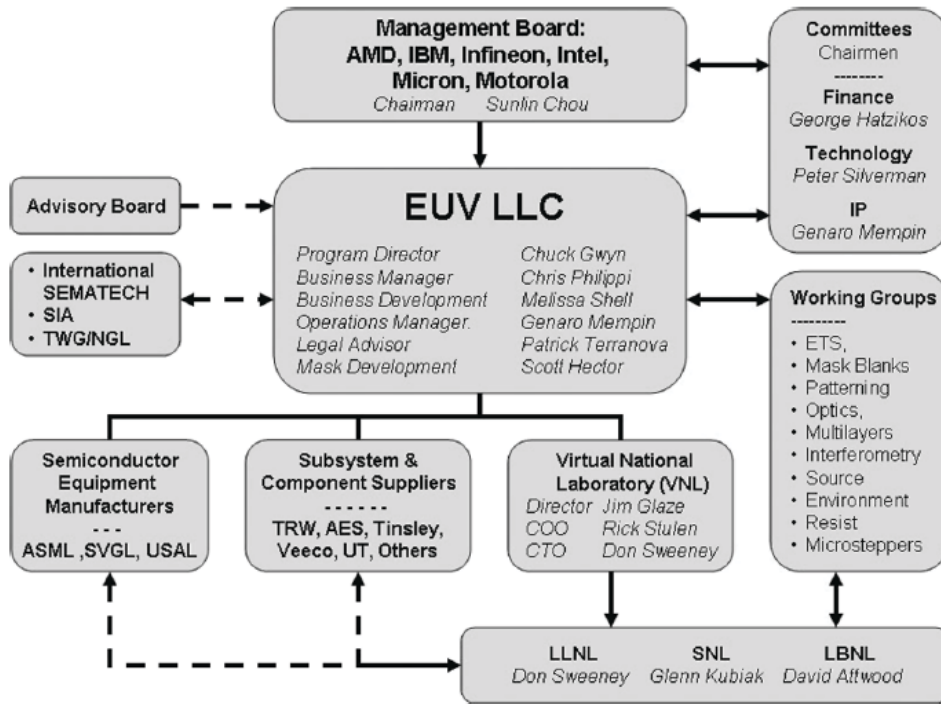 Management Board:
AMD, IBM, Infineon, Intel,
Micron, Motorola
Chairman Sunlin Chou
Committees
Chairmen
--------
Finance
George Hatzikos
Technology
Peter Silverman
IP
Genaro Mempin
Advisory Board
• International
SEMATECH
• SIA
• TWG/NGL
EUV LLC
Program Director Chuck Gwyn
Business Manager Chris Philippi
Business Development Melissa Shell
Operations Manager. Genaro Mempin
Legal Advisor Patrick Terranova
Mask Development Scott Hector
Working Groups
---------
• ETS,
• Mask Blanks
• Patterning
• Optics,
• Multilayers
• Interferometry
• Source
• Environment
• Resist
• Microsteppers
Semiconductor
Equipment
Manufacturers
- - -
ASML ,SVGL, USAL
Subsystem &
Component Suppliers
- - - - - -
TRW, AES, Tinsley,
Veeco, UT, Others
Virtual National
Laboratory (VNL)
Director Jim Glaze
COO Rick Stulen
CTO Don Sweeney
LLNL SNL LBNL
Don Sweeney Glenn Kubiak David Attwood